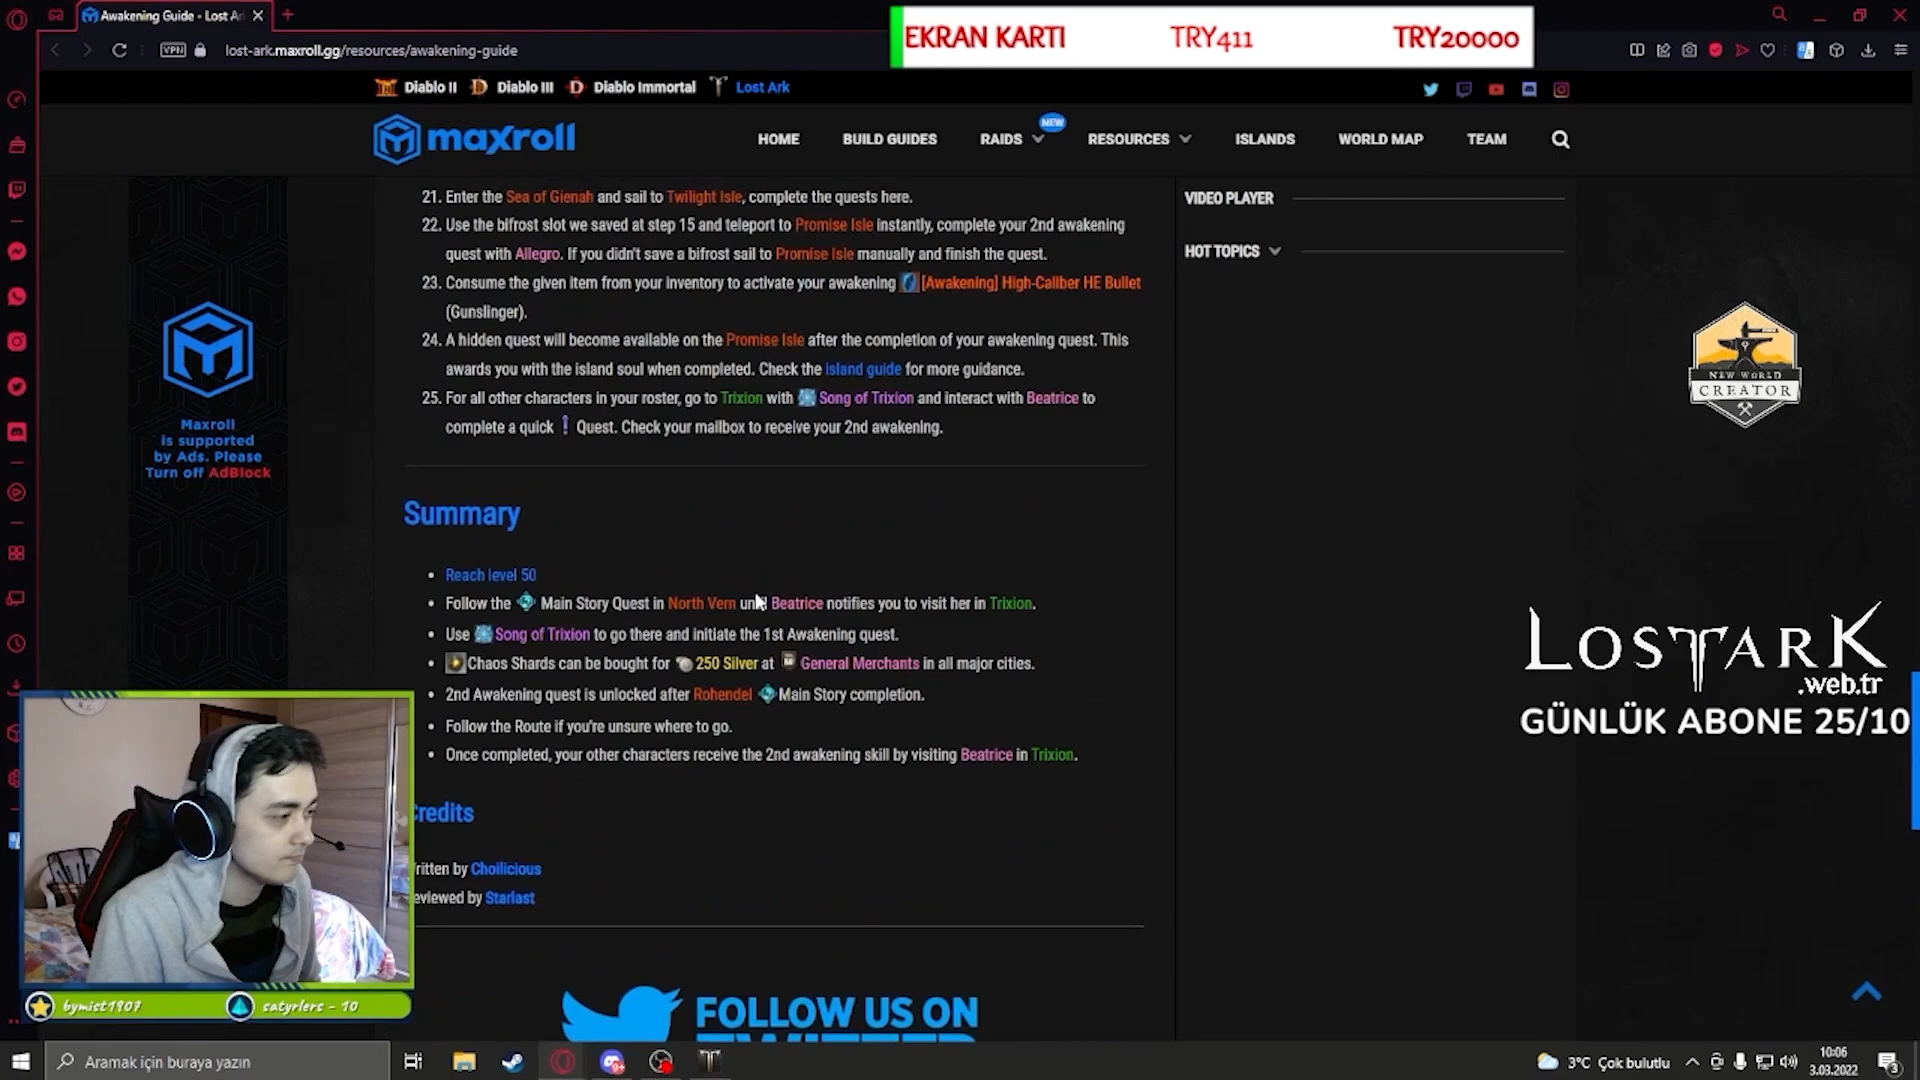 Awakening Guide - Lost Ar
VPN
lost-ark.maxroll.gg/resources/awakening-guide
EKRAN KARTI TRY411 TRY20000
Diablo II Diablo III Diablo Immortal Lost Ark
maxroll
HOME BUILD GUIDES RAIDS NEW RESOURCES ISLANDS WORLD MAP TEAM
21. Enter the Sea of Gienah and sail to Twilight Isle, complete the quests here.
22. Use the bifrost slot we saved at step 15 and teleport to Promise Isle instantly, complete your 2nd awakening
quest with Allegro. If you didn't save a bifrost sail to Promise Isle manually and finish the quest.
23. Consume the given item from your inventory to activate your awakening [Awakening] High-Caliber HE Bullet
(Gunslinger).
24. A hidden quest will become available on the Promise Isle after the completion of your awakening quest. This
awards you with the island soul when completed. Check the island guide for more guidance.
25. For all other characters in your roster, go to Trixion with Song of Trixion and interact with Beatrice to
complete a quick Quest. Check your mailbox to receive your 2nd awakening.
VIDEO PLAYER
HOT TOPICS
Maxroll
is supported
by Ads. Please
Turn off AdBlock
NEW WORLD
CREATOR
Summary
• Reach level 50
• Follow the Main Story Quest in North Vern Beatrice notifies you to visit her in Trixion.
• Use Song of Trixion to go there and initiate the 1st Awakening quest.
• Chaos Shards can be bought for 250 Silver at General Merchants in all major cities.
• 2nd Awakening quest is unlocked after Rohendel Main Story completion.
• Follow the Route if you're unsure where to go.
• Once completed, your other characters receive the 2nd awakening skill by visiting Beatrice in Trixion.
LOSTARK
.web.tr
GÜNLÜK ABONE 25/10
redits
ritten by Choilicious
eviewed by Starlast
bymist1907 satyrlers - 10
FOLLOW US ON
TWITTER
Aramak için buraya yazın
3°C Çok bulutlu
10:06
3.03.2022
3